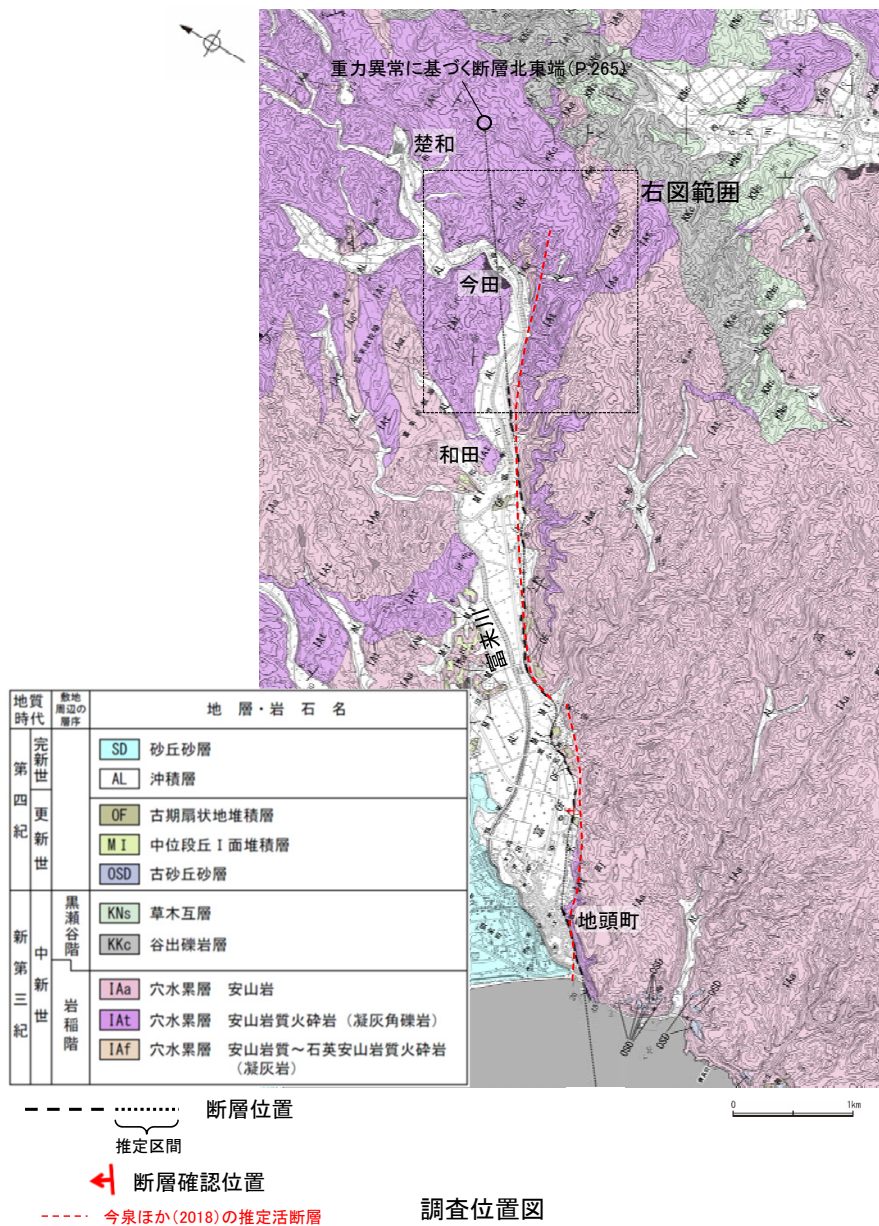 重力異常に基づく断層北東端(P.265)
楚和
右図範囲
今田
和田
富来川
地頭町
地質時代
敷地周辺の層序
地 層・岩 石 名
第四紀
完新世
SD 砂丘砂層
AL 沖積層
更新世
OF 古期扇状地堆積層
M I 中位段丘 I 面堆積層
OSD 古砂丘砂層
新第三紀
中新世
黒瀬谷階
KNs 草木互層
KKc 谷出礫岩層
岩稲階
IAa 穴水累層 安山岩
IAt 穴水累層 安山岩質火砕岩（凝灰角礫岩）
IAf 穴水累層 安山岩質～石英安山岩質火砕岩
（凝灰岩）
断層位置
推定区間
断層確認位置
今泉ほか(2018)の推定活断層
0 1km
調査位置図